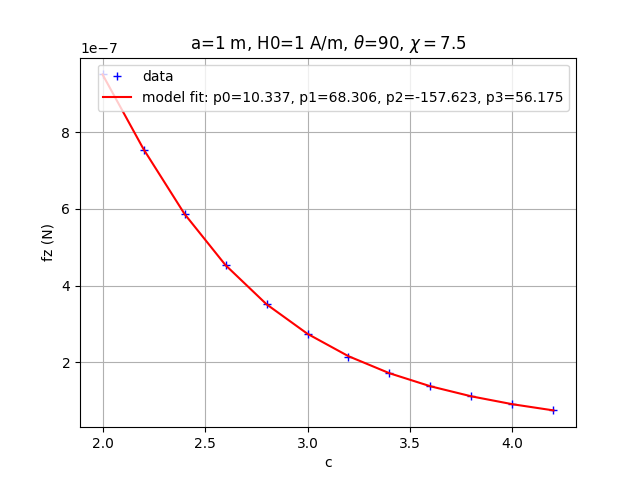 a=1 m, H0=1 A/m, θ=90, χ = 7.5
1e−7
data
model fit: p0=10.337, p1=68.306, p2=-157.623, p3=56.175
8
6
4
2
fz (N)
2.0 2.5 3.0 3.5 4.0
c